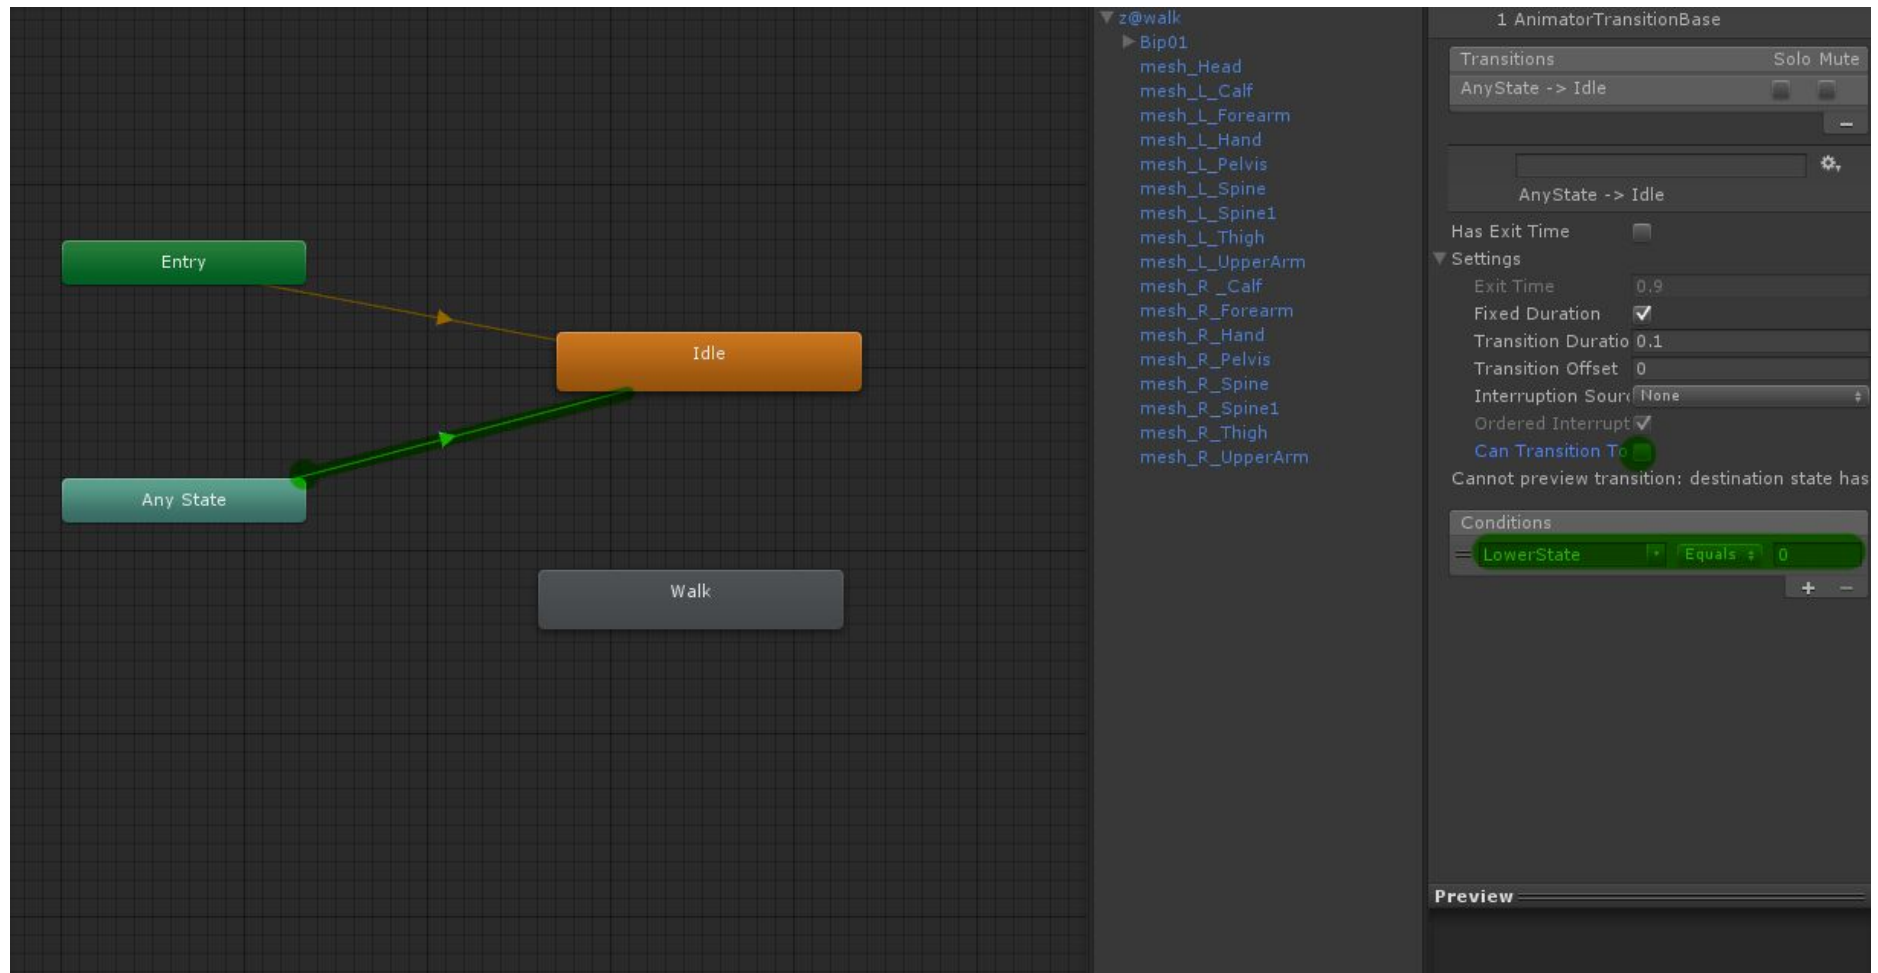 Entry
Idle
Any State
Walk
z@walk
Bip01
mesh_Head
mesh_L_Calf
mesh_L_Forearm
mesh_L_Hand
mesh_L_Pelvis
mesh_L_Spine
mesh_L_Spine1
mesh_L_Thigh
mesh_L_UpperArm
mesh_R _Calf
mesh_R_Forearm
mesh_R_Hand
mesh_R_Pelvis
mesh_R_Spine
mesh_R_Spine1
mesh_R_Thigh
mesh_R_UpperArm
1 AnimatorTransitionBase
Transitions Solo Mute
AnyState -> Idle
AnyState -> Idle
Has Exit Time
Settings
Exit Time 0.9
Fixed Duration
Transition Duratio 0.1
Transition Offset 0
Interruption Sour None
Ordered Interrupt
Can Transition To
Cannot preview transition: destination state has
Conditions
LowerState Equals 0
Preview